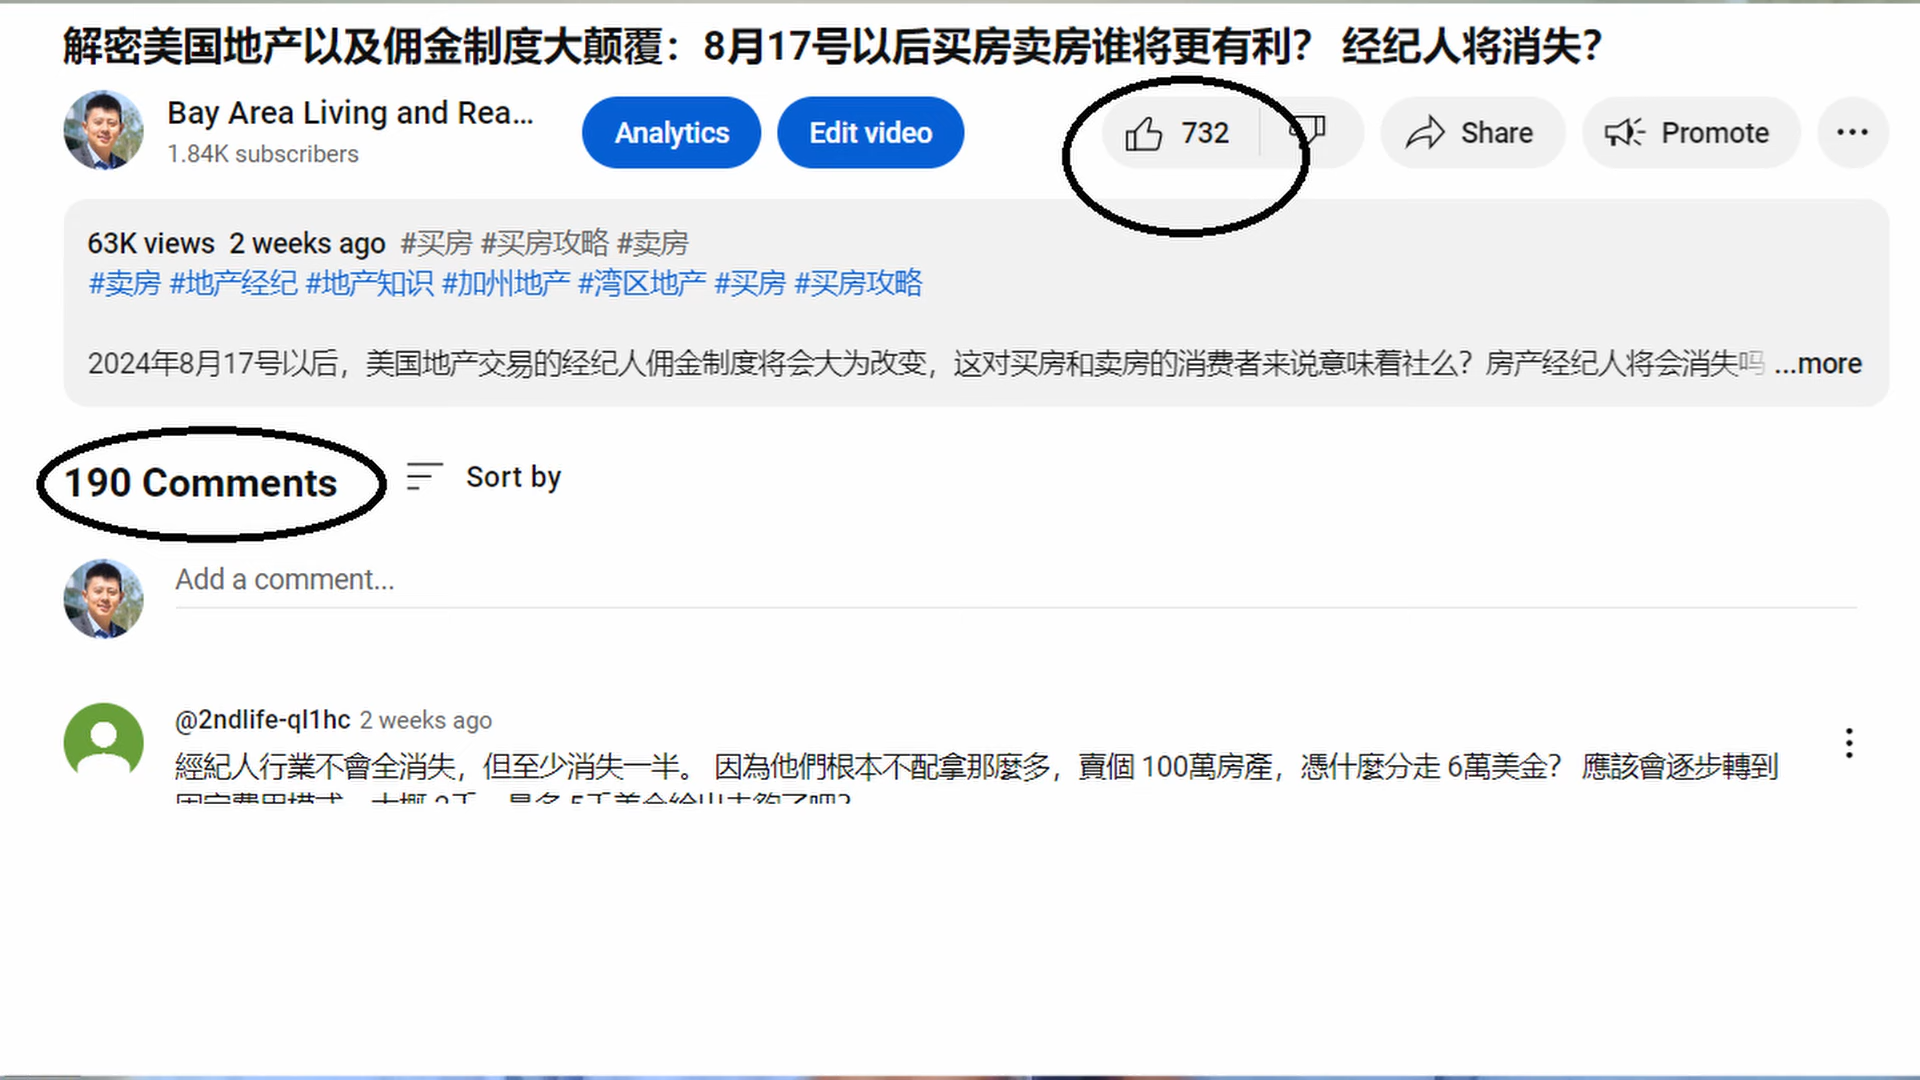 解密美国地产以及佣金制度大颠覆：8月17号以后买房卖房谁将更有利？ 经纪人将消失？
Bay Area Living and Rea...
1.84K subscribers
Analytics
Edit video
732
Share
Promote
63K views 2 weeks ago #买房 #买房攻略 #卖房
#卖房 #地产经纪 #地产知识 #加州地产 #湾区地产 #买房 #买房攻略
2024年8月17号以后，美国地产交易的经纪人佣金制度将会大为改变，这对买房和卖房的消费者来说意味着社么？房产经纪人将会消失吗 ...more
190 Comments
Sort by
Add a comment...
@2ndlife-ql1hc 2 weeks ago
經紀人行業不會全消失，但至少消失一半。 因為他們根本不配拿那麼多，賣個 100萬房產，憑什麼分走 6萬美金？ 應該會逐步轉到